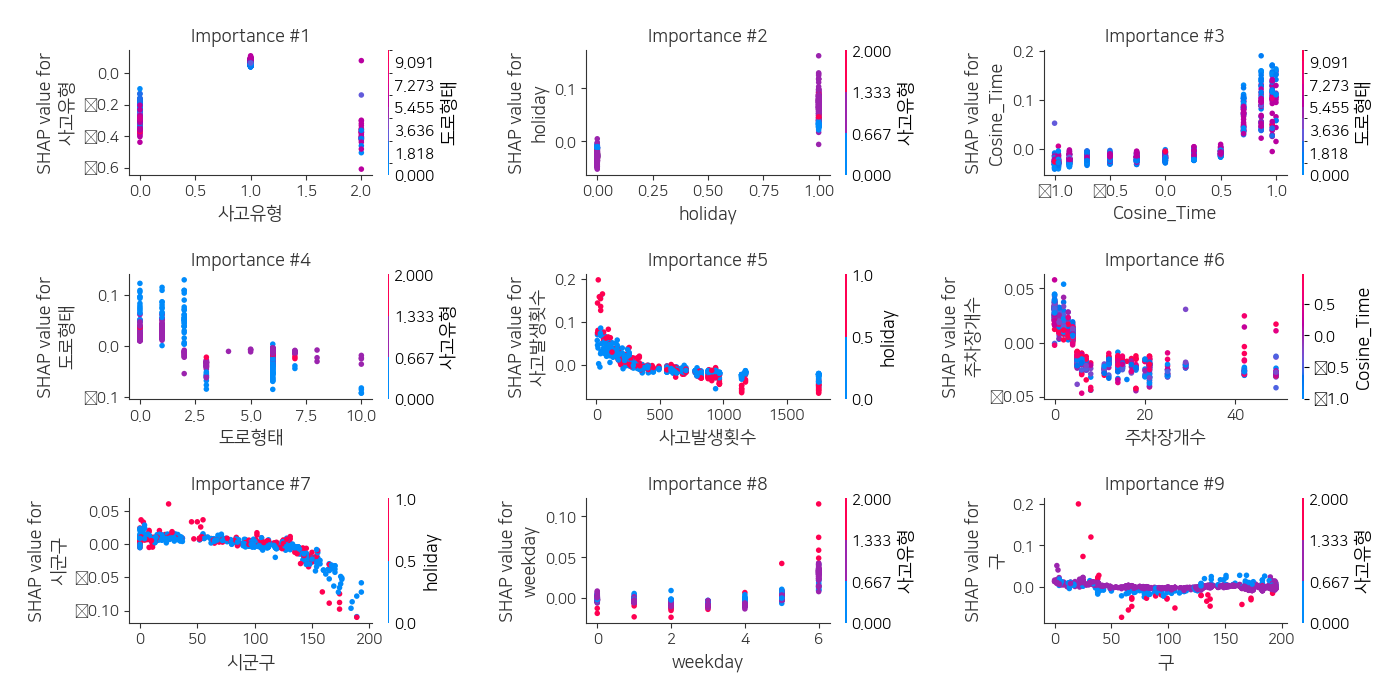 Importance #1
SHAP value for
사고유형
0.0
□0.2
□0.4
□0.6
0.0
0.5
1.0
1.5
2.0
사고유형
9.091
7.273
5.455
3.636
1.818
0.000
도로형태
Importance #2
SHAP value for
holiday
0.1
0.0
0.00
0.25
0.50
0.75
1.00
holiday
2.000
1.333
0.667
0.000
사고유형
Importance #3
SHAP value for
Cosine_Time
0.2
0.1
0.0
□1.0
□0.5
0.0
0.5
1.0
Cosine_Time
9.091
7.273
5.455
3.636
1.818
0.000
도로형태
Importance #4
SHAP value for
도로형태
0.1
0.0
□0.1
0.0
2.5
5.0
7.5
10.0
도로형태
2.000
1.333
0.667
0.000
사고유형
Importance #5
SHAP value for
사고발생횟수
0.2
0.1
0.0
0
500
1000
1500
사고발생횟수
1.0
0.5
0.0
holiday
Importance #6
SHAP value for
주차장개수
0.05
0.00
□0.05
0
20
40
주차장개수
0.5
0.0
□0.5
□1.0
Cosine_Time
Importance #7
SHAP value for
시군구
0.05
0.00
□0.05
□0.10
0
50
100
150
200
시군구
1.0
0.5
0.0
holiday
Importance #8
SHAP value for
weekday
0.10
0.05
0.00
0
2
4
6
weekday
2.000
1.333
0.667
0.000
사고유형
Importance #9
SHAP value for
구
0.2
0.1
0.0
0
50
100
150
200
구
2.000
1.333
0.667
0.000
사고유형